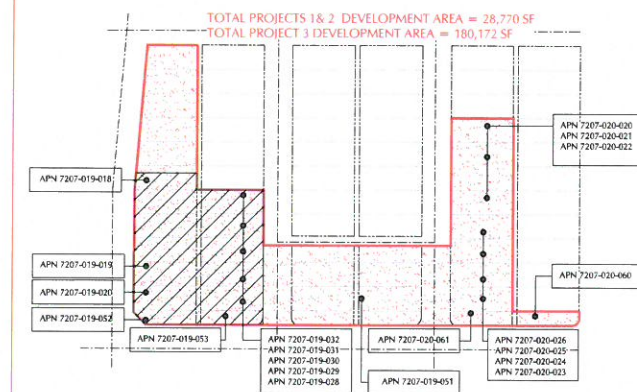 TOTAL PROJECTS 1& 2 DEVELOPMENT AREA = 28,770 SF
TOTAL PROJECT 3 DEVELOPMENT AREA = 180,172 SF
APN 7207-020-020
APN 7207-020-021
APN 7207-020-022
APN 7207-019-018
APN 7207-019-019
APN 7207-020-060
APN 7207-019-020
APN 7207-019-052
APN 7207-019-053
APN 7207-019-032
APN 7207-019-031
APN 7207-019-030
APN 7207-019-029
APN 7207-019-028
APN 7207-020-061
APN 7207-020-026
APN 7207-020-025
APN 7207-020-024
APN 7207-020-023
APN 7207-019-051